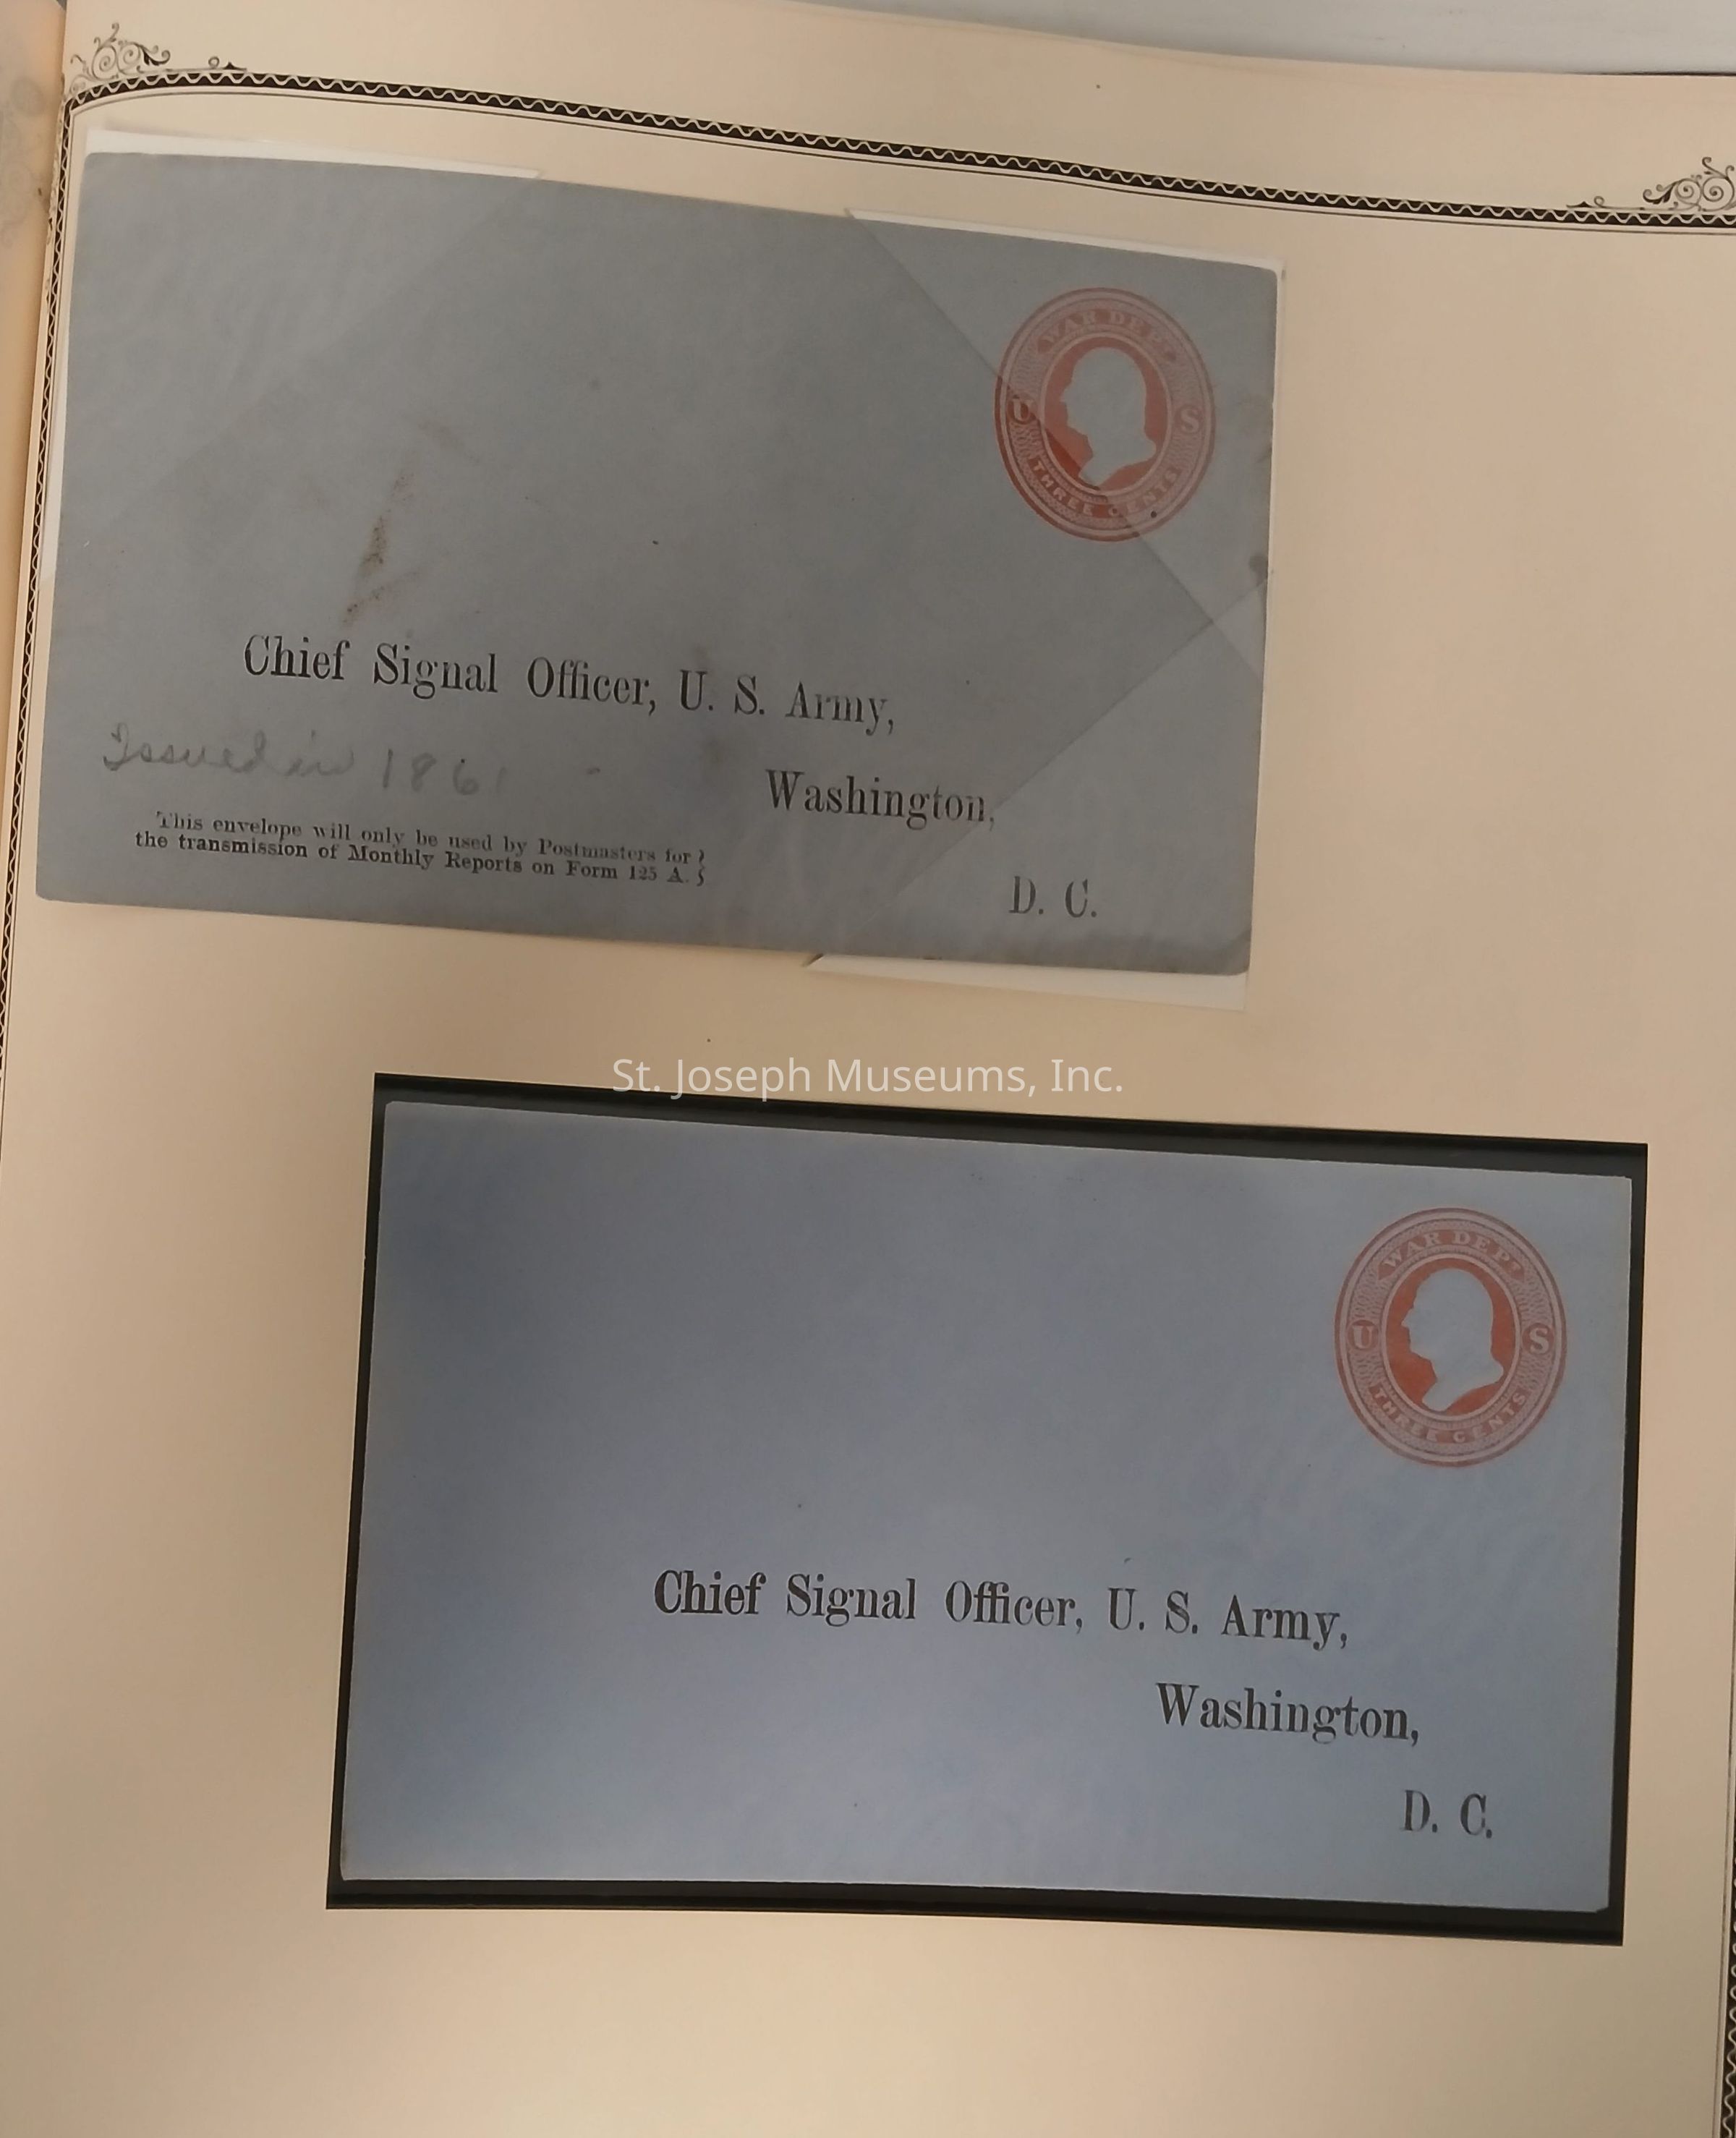 WAR DEPT
U S
THREE CENTS
Chief Signal Officer, U. S. Army,
Issued in 1861 -
Washington,
This envelope will only be used by Postmasters for }
the transmission of Monthly Reports on Form 125 A. }
D. C.
St. Joseph Museums, Inc.
WAR DEPT
U S
THREE CENTS
Chief Signal Officer, U. S. Army,
Washington,
D. C.